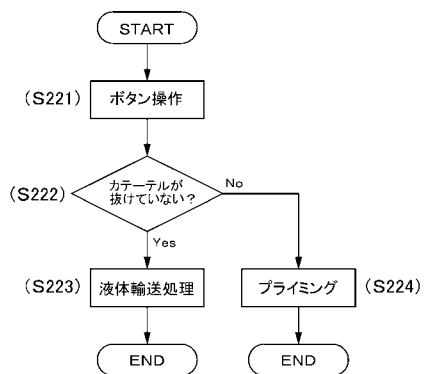 START
(S221)
ボタン操作
(S222)
カテーテルが
抜けていない?
No
Yes
(S223)
液体輸送処理
プライミング
(S224)
END
END